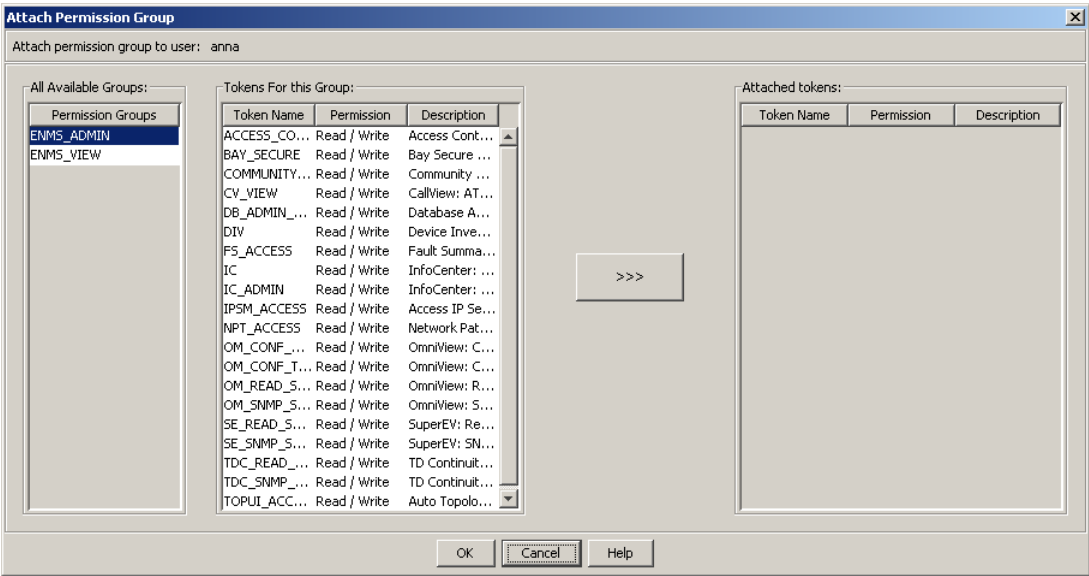 Attach Permission Group
Attach permission group to user: anna
All Available Groups:
Permission Groups
ENMS_ADMIN
ENMS_VIEW
Tokens For this Group:
Token Name Permission Description
ACCESS_CO... Read / Write Access Cont...
BAY_SECURE Read / Write Bay Secure ...
COMMUNITY... Read / Write Community ...
CV_VIEW Read / Write CallView: AT...
DB_ADMIN_... Read / Write Database A...
DIV Read / Write Device Inve...
FS_ACCESS Read / Write Fault Summa...
IC Read / Write InfoCenter: ...
IC_ADMIN Read / Write InfoCenter: ...
IPSM_ACCESS Read / Write Access IP Se...
NPT_ACCESS Read / Write Network Pat...
OM_CONF_... Read / Write OmniView: C...
OM_CONF_T... Read / Write OmniView: C...
OM_READ_S... Read / Write OmniView: R...
OM_SNMP_S... Read / Write OmniView: S...
SE_READ_S... Read / Write SuperEV: Re...
SE_SNMP_S... Read / Write SuperEV: SN...
TDC_READ_... Read / Write TD Continuit...
TDC_SNMP_... Read / Write TD Continuit...
TOPUI_ACC... Read / Write Auto Topolo...
>>>
Attached tokens:
Token Name Permission Description
OK Cancel Help